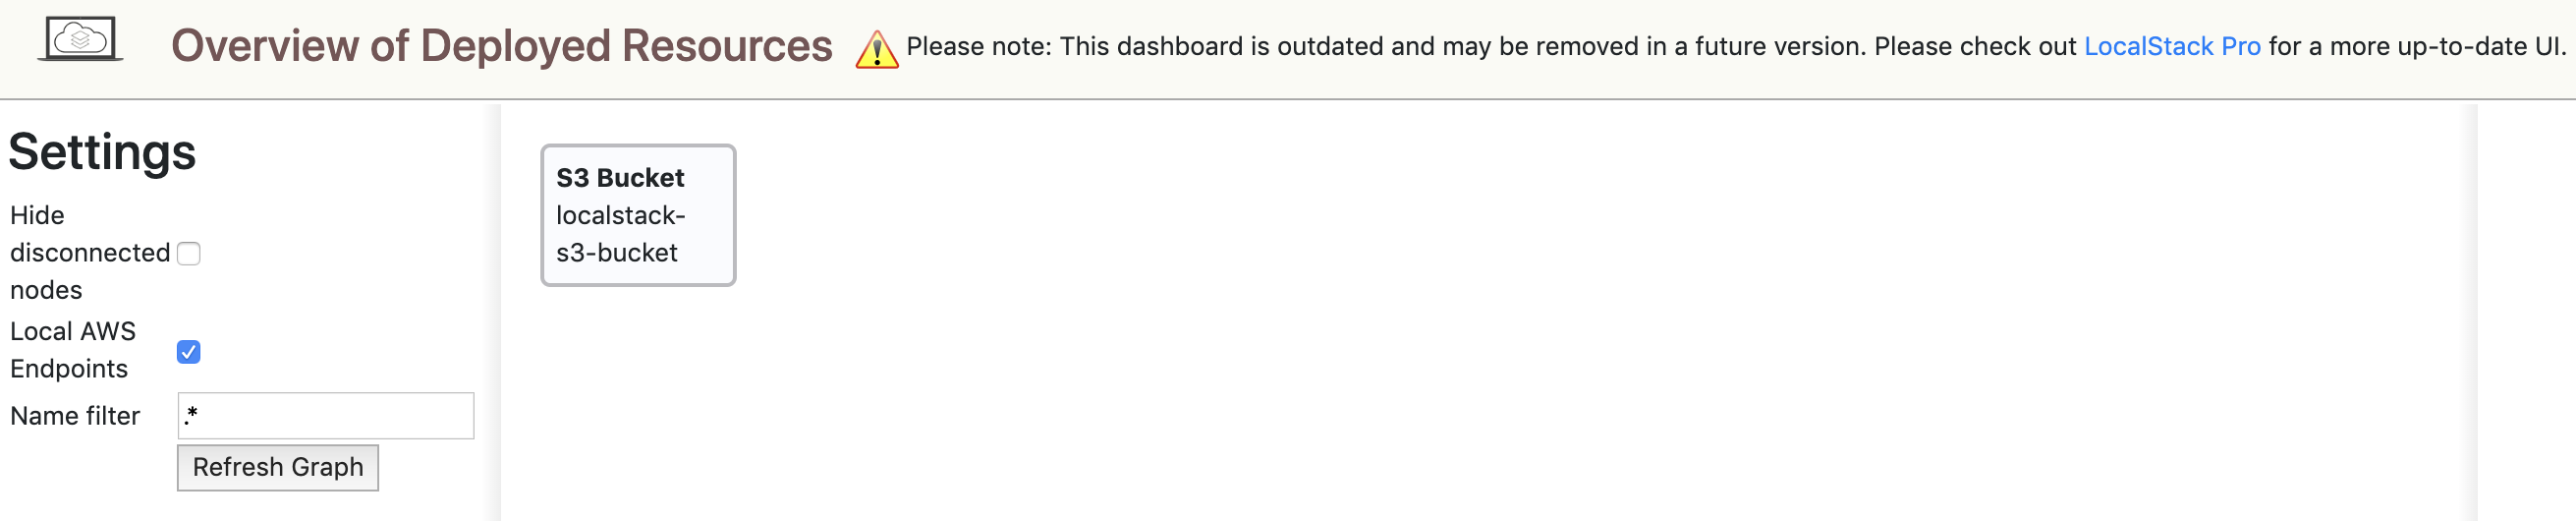 Overview of Deployed Resources
Please note: This dashboard is outdated and may be removed in a future version. Please check out LocalStack Pro for a more up-to-date UI.
Settings
Hide
disconnected
nodes
Local AWS
Endpoints
Name filter
.*
Refresh Graph
S3 Bucket
localstack-
s3-bucket